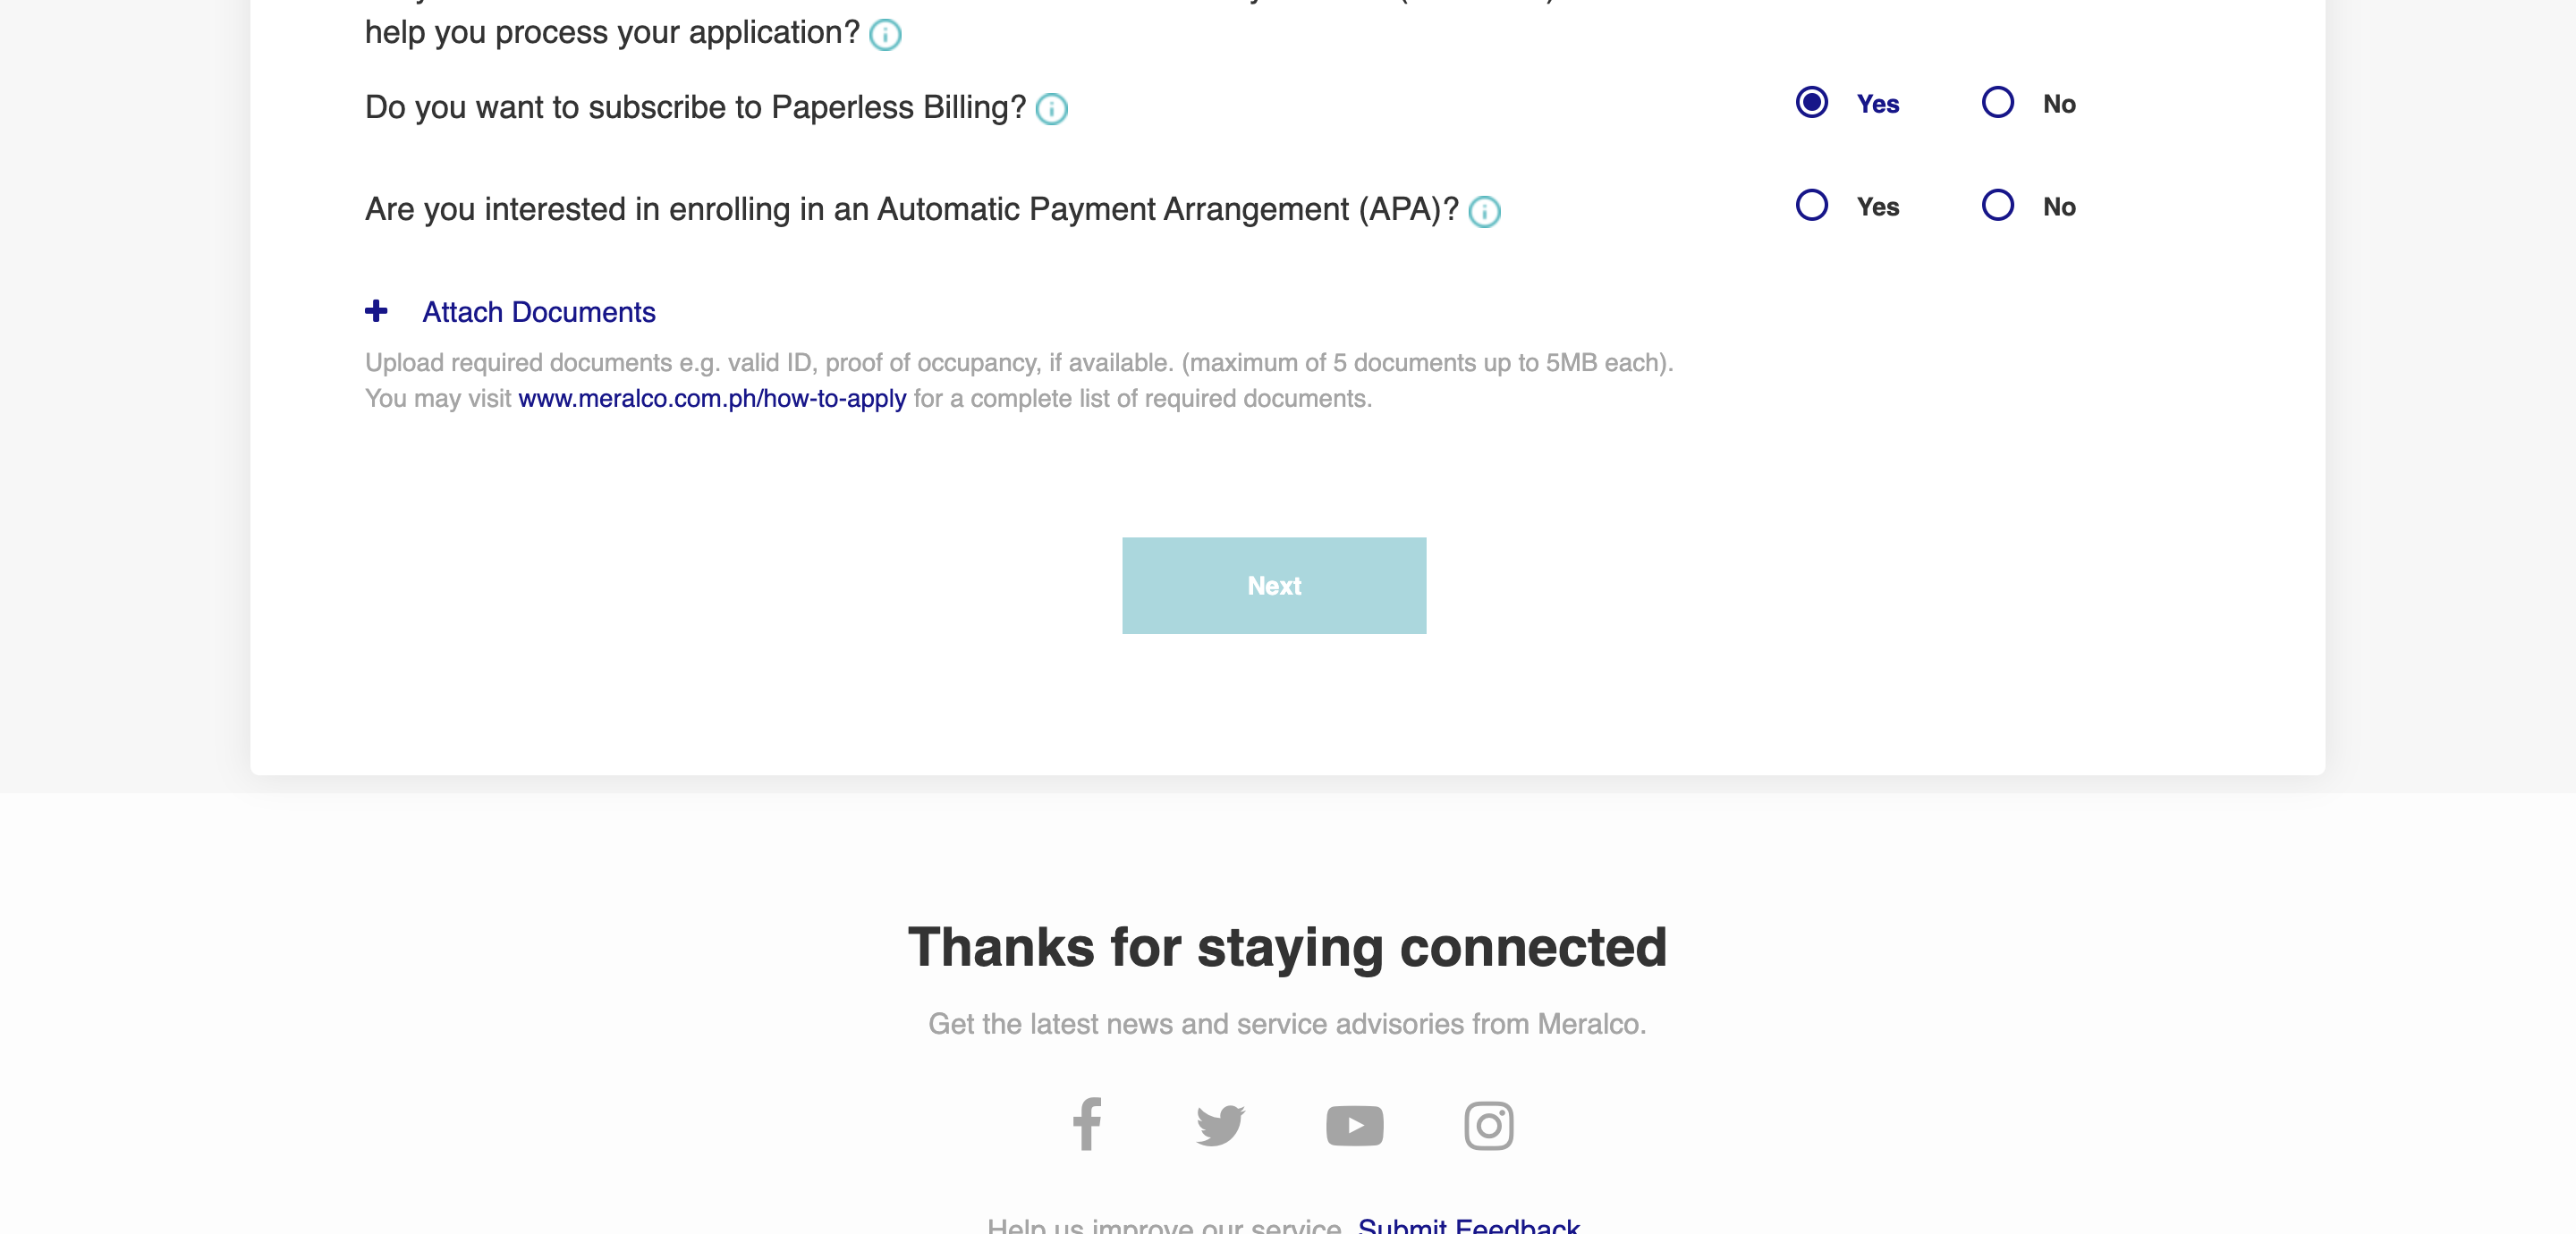 help you process your application?
Do you want to subscribe to Paperless Billing?
Yes
No
Are you interested in enrolling in an Automatic Payment Arrangement (APA)?
Yes
No
+ Attach Documents
Upload required documents e.g. valid ID, proof of occupancy, if available. (maximum of 5 documents up to 5MB each).
You may visit www.meralco.com.ph/how-to-apply for a complete list of required documents.
Next
Thanks for staying connected
Get the latest news and service advisories from Meralco.
Help us improve our service. Submit Feedback